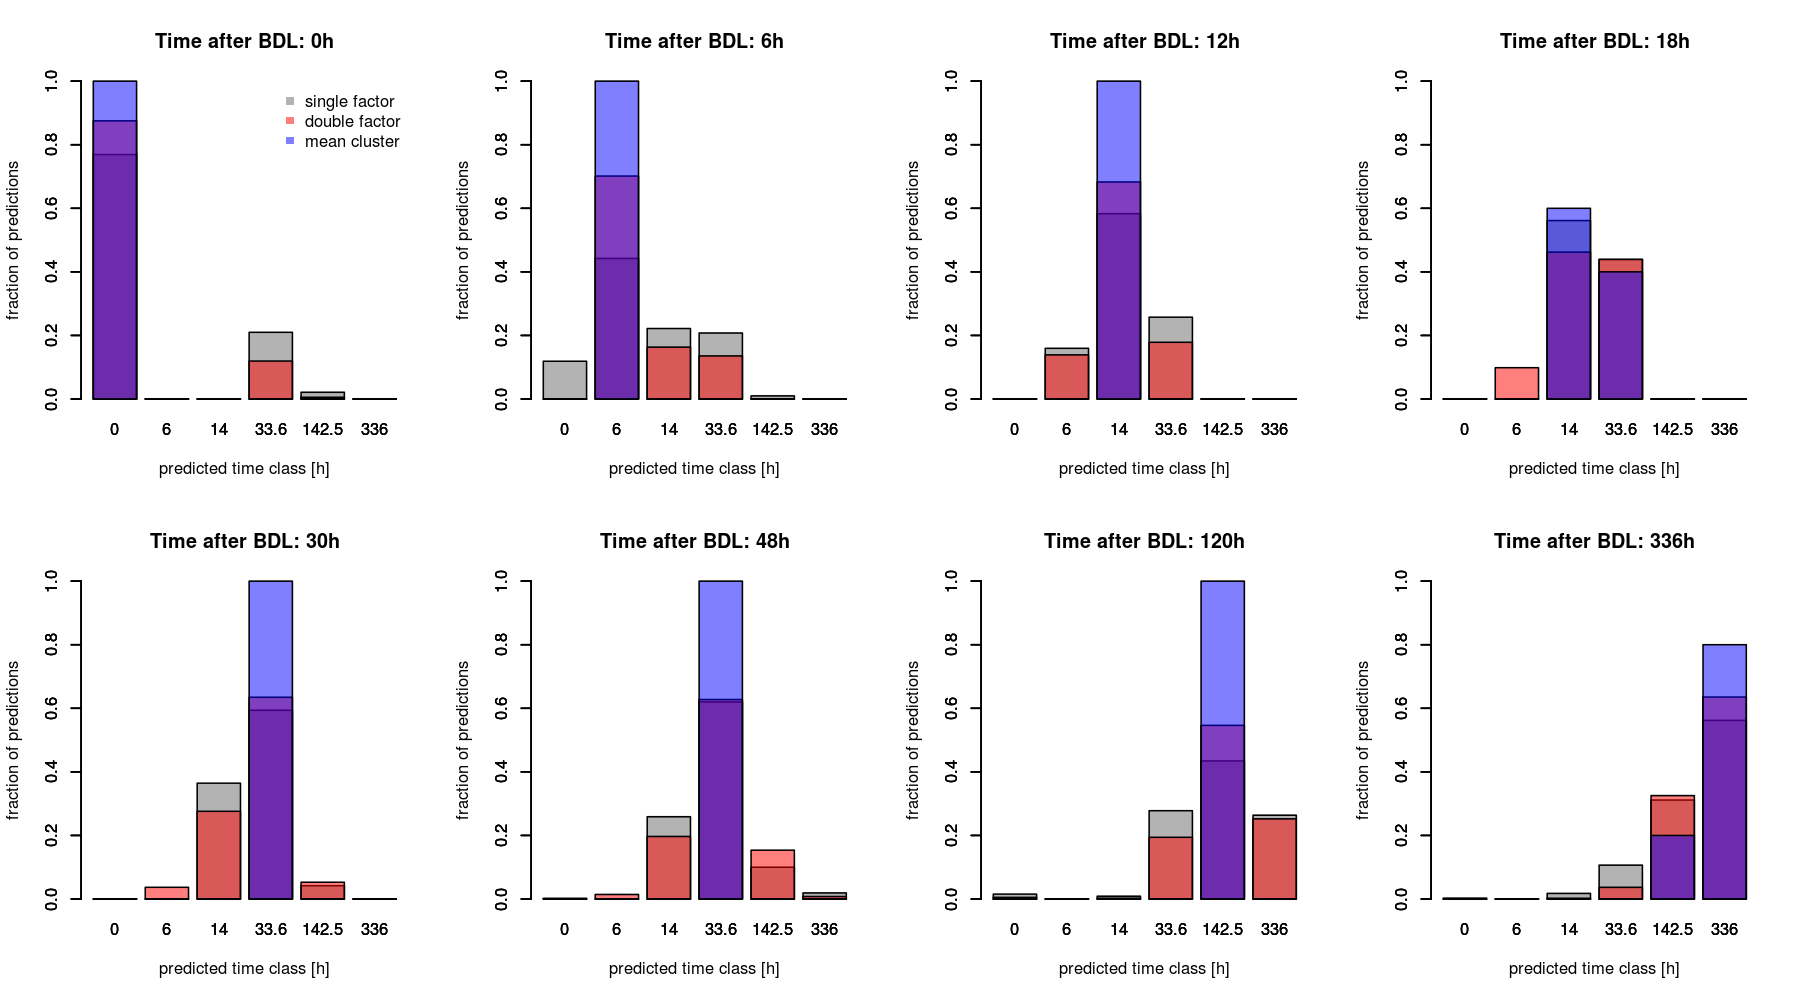 Time after BDL: 0h
fraction of predictions
0.0 0.2 0.4 0.6 0.8 1.0
single factor
double factor
mean cluster
0 6 14 33.6 142.5 336
predicted time class [h]
Time after BDL: 6h
fraction of predictions
0.0 0.2 0.4 0.6 0.8 1.0
0 6 14 33.6 142.5 336
predicted time class [h]
Time after BDL: 12h
fraction of predictions
0.0 0.2 0.4 0.6 0.8 1.0
0 6 14 33.6 142.5 336
predicted time class [h]
Time after BDL: 18h
fraction of predictions
0.0 0.2 0.4 0.6 0.8 1.0
0 6 14 33.6 142.5 336
predicted time class [h]
Time after BDL: 30h
fraction of predictions
0.0 0.2 0.4 0.6 0.8 1.0
0 6 14 33.6 142.5 336
predicted time class [h]
Time after BDL: 48h
fraction of predictions
0.0 0.2 0.4 0.6 0.8 1.0
0 6 14 33.6 142.5 336
predicted time class [h]
Time after BDL: 120h
fraction of predictions
0.0 0.2 0.4 0.6 0.8 1.0
0 6 14 33.6 142.5 336
predicted time class [h]
Time after BDL: 336h
fraction of predictions
0.0 0.2 0.4 0.6 0.8 1.0
0 6 14 33.6 142.5 336
predicted time class [h]